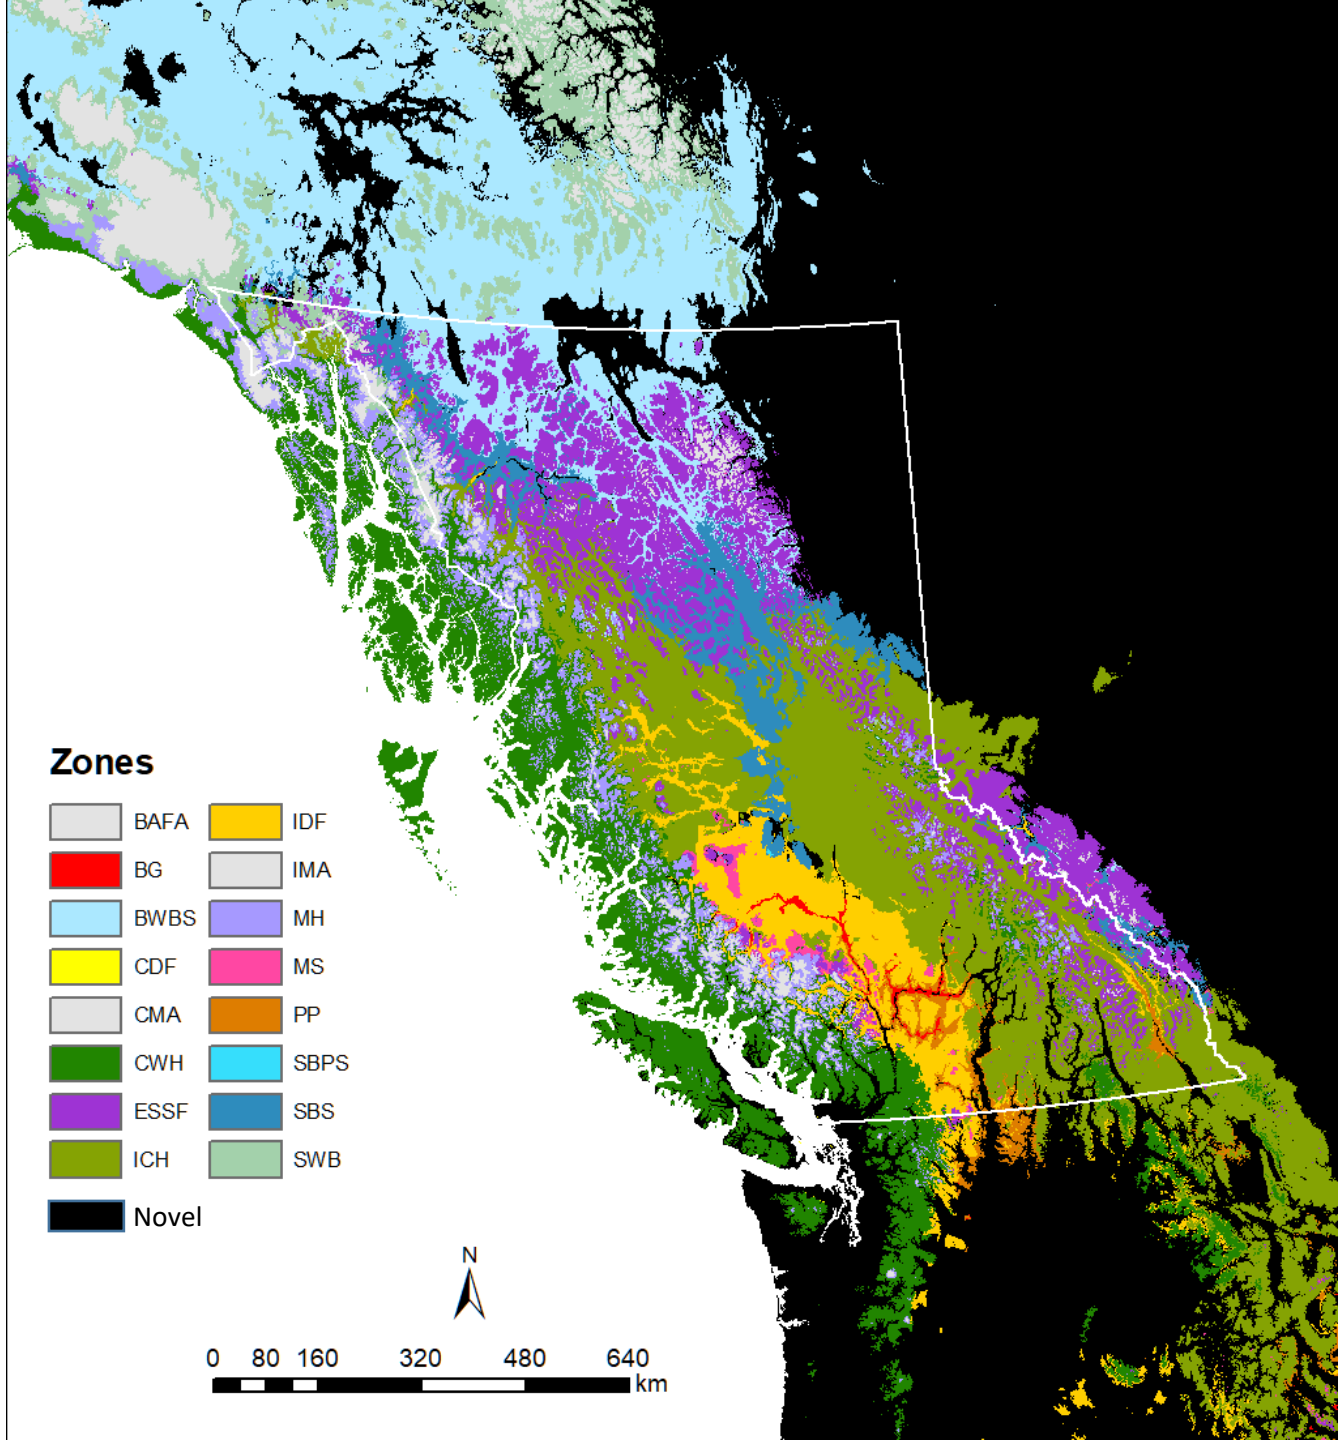 Zones
BAFA IDF
BG IMA
BWBS MH
CDF MS
CMA PP
CWH SBPS
ESSF SBS
ICH SWB
Novel
N
0 80 160 320 480 640
km